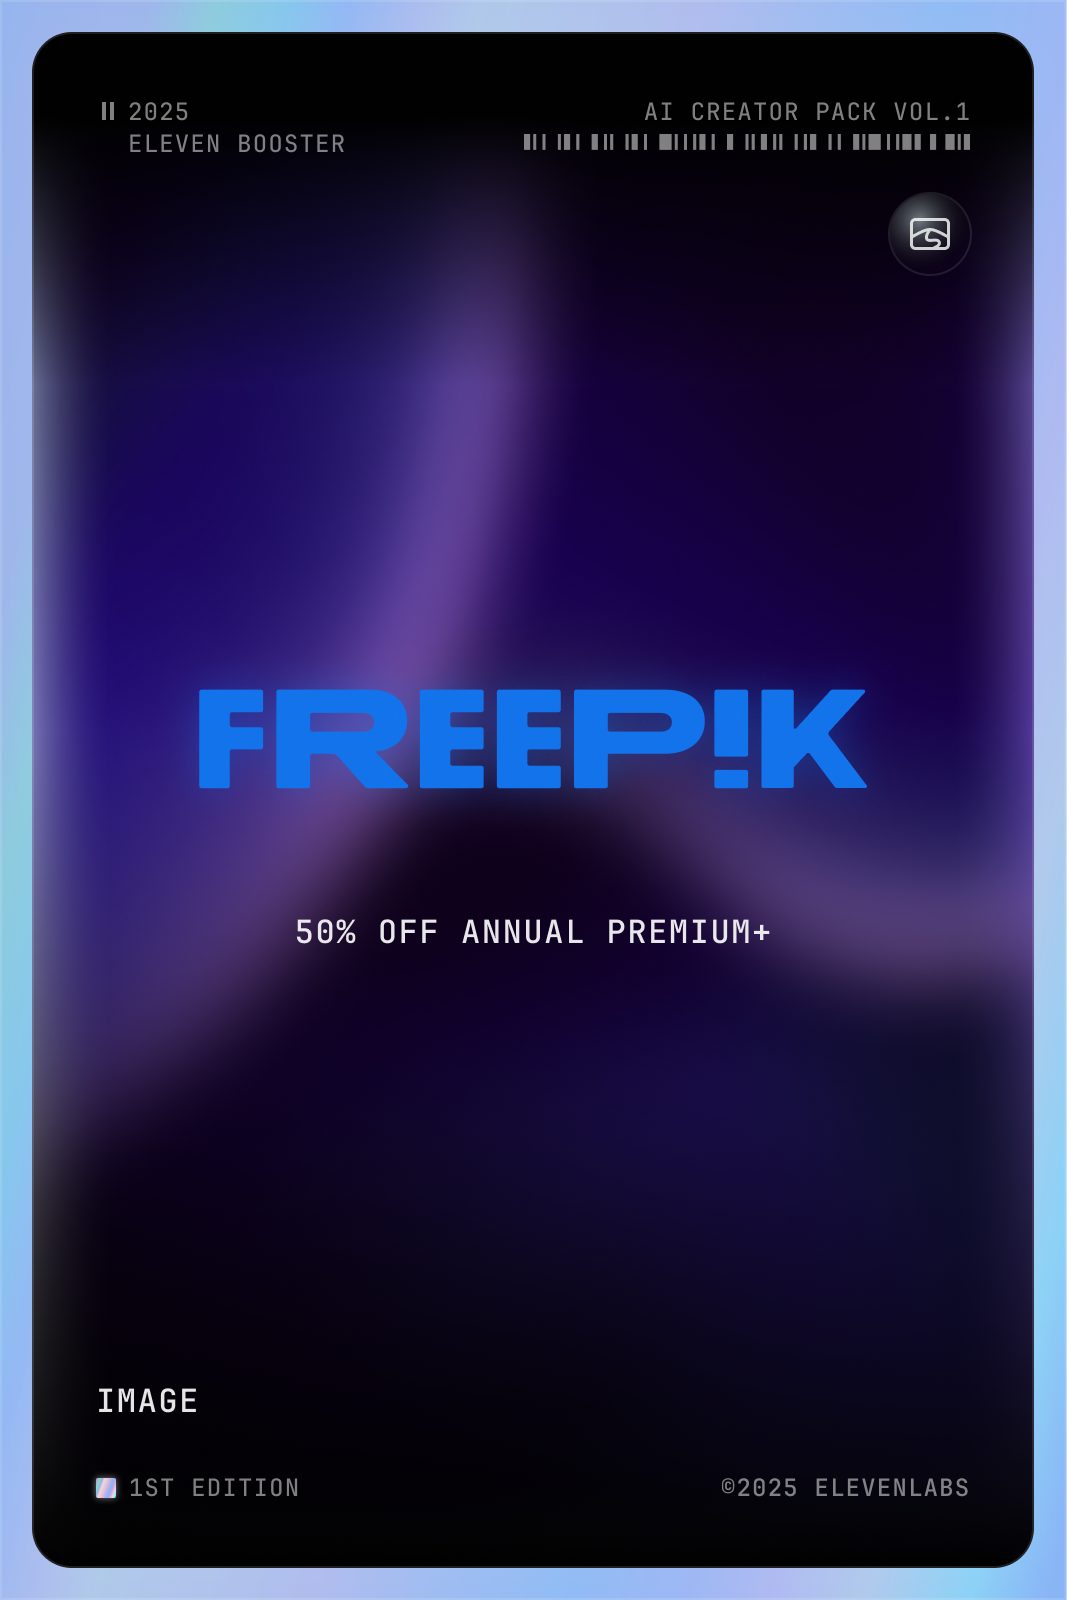 2025
ELEVEN BOOSTER
AI CREATOR PACK VOL.1
FREEP!K
50% OFF ANNUAL PREMIUM+
IMAGE
1ST EDITION
©2025 ELEVENLABS